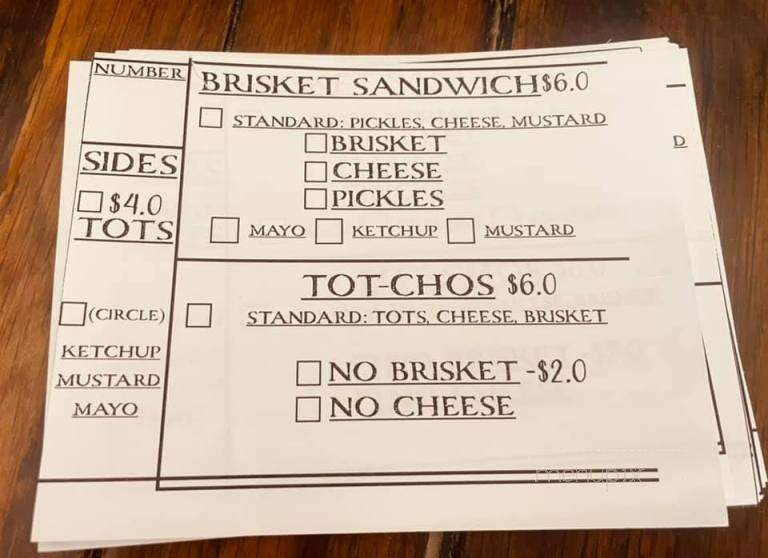 NUMBER
BRISKET SANDWICH $6.0
STANDARD: PICKLES, CHEESE, MUSTARD
BRISKET
CHEESE
PICKLES
MAYO KETCHUP MUSTARD
SIDES
$4.0
TOTS
(CIRCLE)
KETCHUP
MUSTARD
MAYO
TOT-CHOS $6.0
STANDARD: TOTS, CHEESE, BRISKET
NO BRISKET -$2.0
NO CHEESE
D
menupix